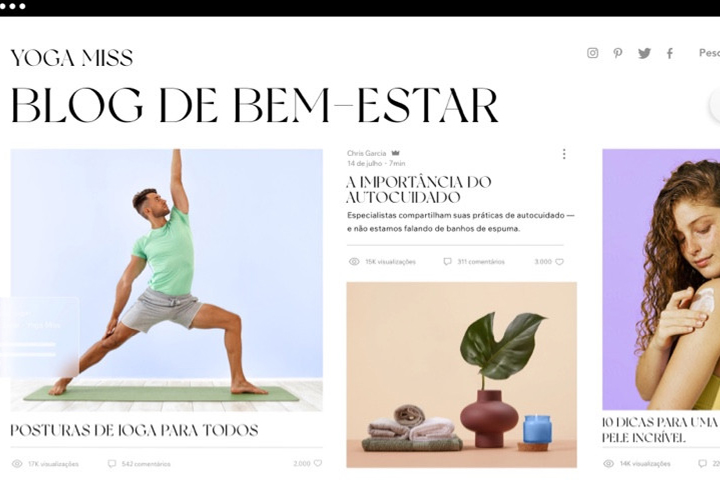 YOGA MISS
BLOG DE BEM-ESTAR
Pesq
Chris Garcia
14 de julho · 7min
A IMPORTÂNCIA DO
AUTOCUIDADO
Especialistas compartilham suas práticas de autocuidado —
e não estamos falando de banhos de espuma.
15K visualizações 311 comentários 3.000
POSTURAS DE IOGA PARA TODOS
17K visualizações 542 comentários 2.000
10 DICAS PARA UMA
PELE INCRÍVEL
14K visualizações 22